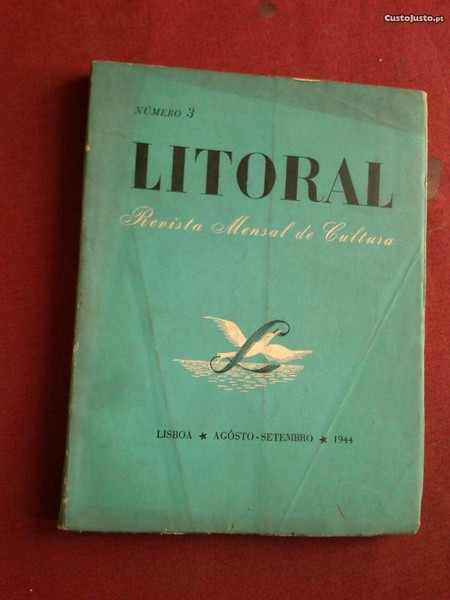 CustoJusto.pt
NÚMERO 3
LITORAL
Revista Mensal de Cultura
L
LISBOA ★ AGÔSTO-SETEMBRO ★ 1944